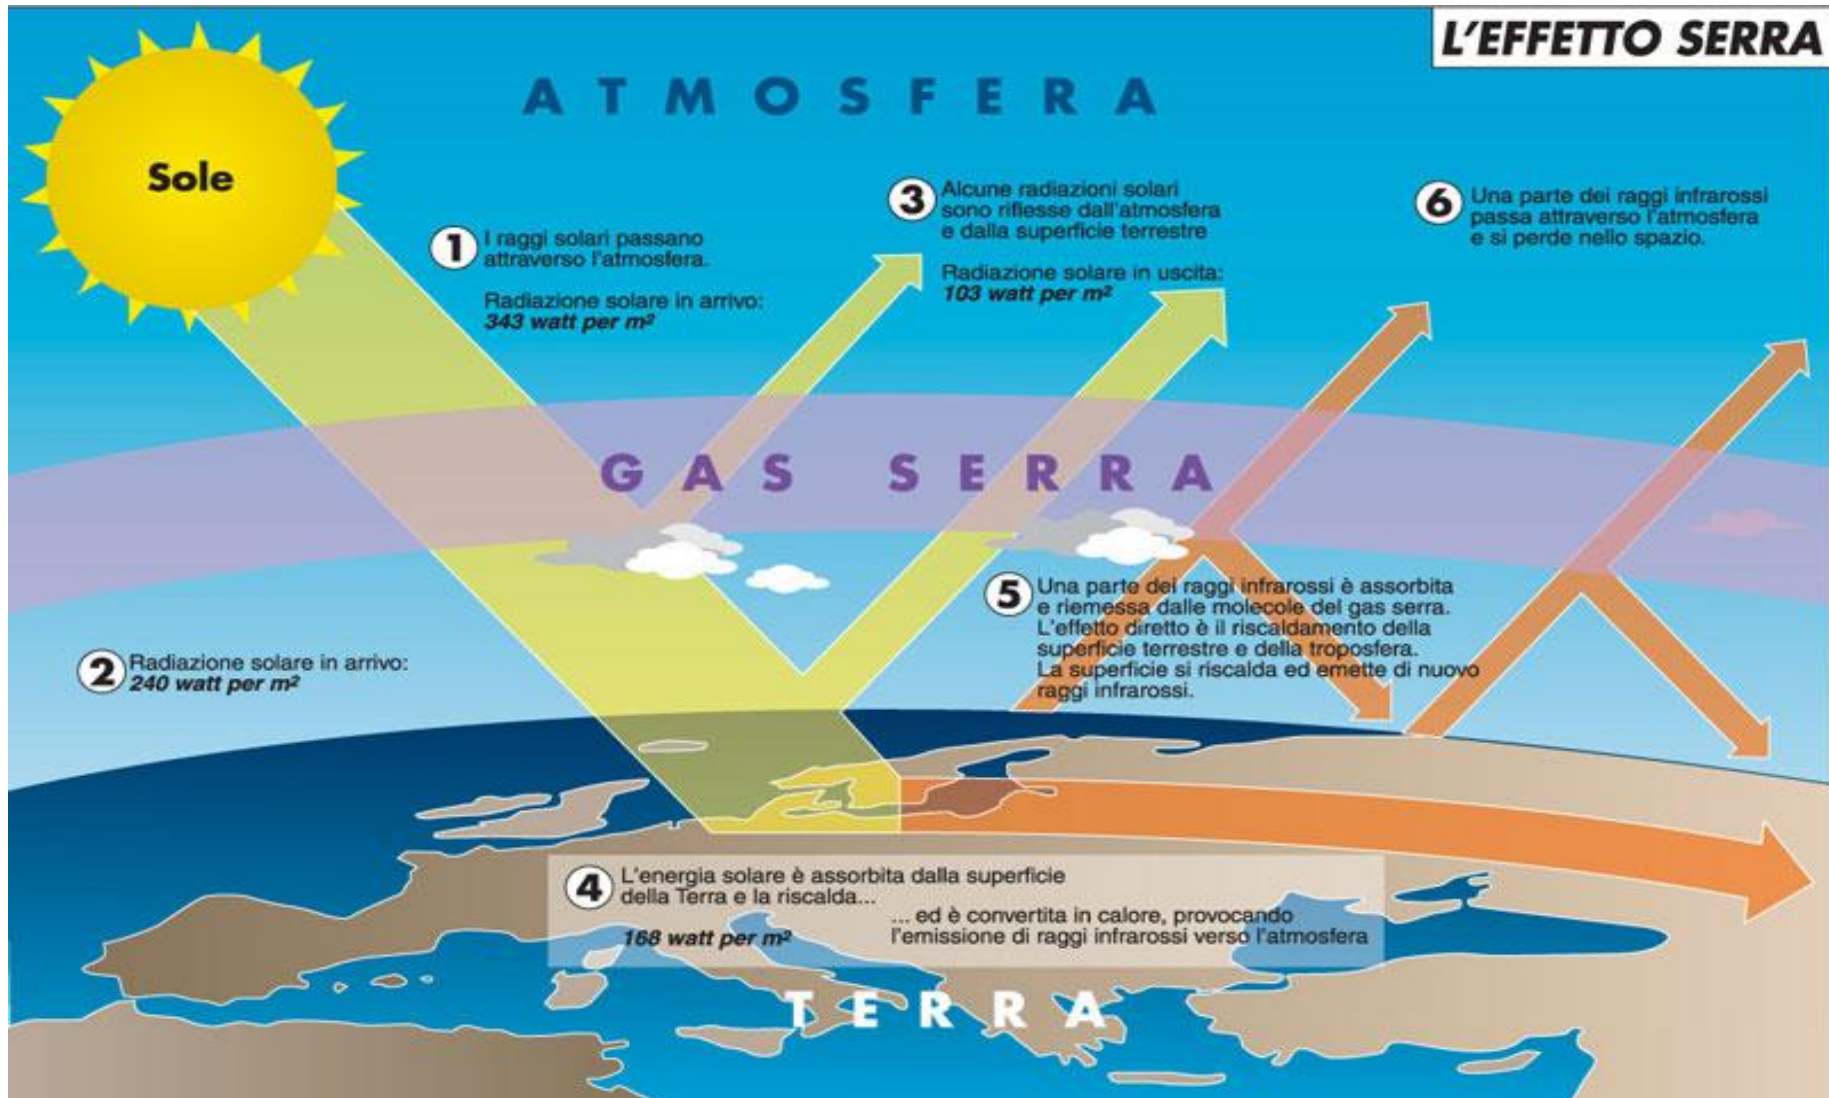 L'EFFETTO SERRA
ATMOSFERA
Sole
1
I raggi solari passano
attraverso l'atmosfera.
Radiazione solare in arrivo:
343 watt per m²
3
Alcune radiazioni solari
sono riflesse dall'atmosfera
e dalla superficie terrestre
Radiazione solare in uscita:
103 watt per m²
6
Una parte dei raggi infrarossi
passa attraverso l'atmosfera
e si perde nello spazio.
GAS SERRA
2
Radiazione solare in arrivo:
240 watt per m²
5
Una parte dei raggi infrarossi è assorbita
e riemessa dalle molecole del gas serra.
L'effetto diretto è il riscaldamento della
superficie terrestre e della troposfera.
La superficie si riscalda ed emette di nuovo
raggi infrarossi.
4
L'energia solare è assorbita dalla superficie
della Terra e la riscalda...
168 watt per m²
... ed è convertita in calore, provocando
l'emissione di raggi infrarossi verso l'atmosfera
TERRA